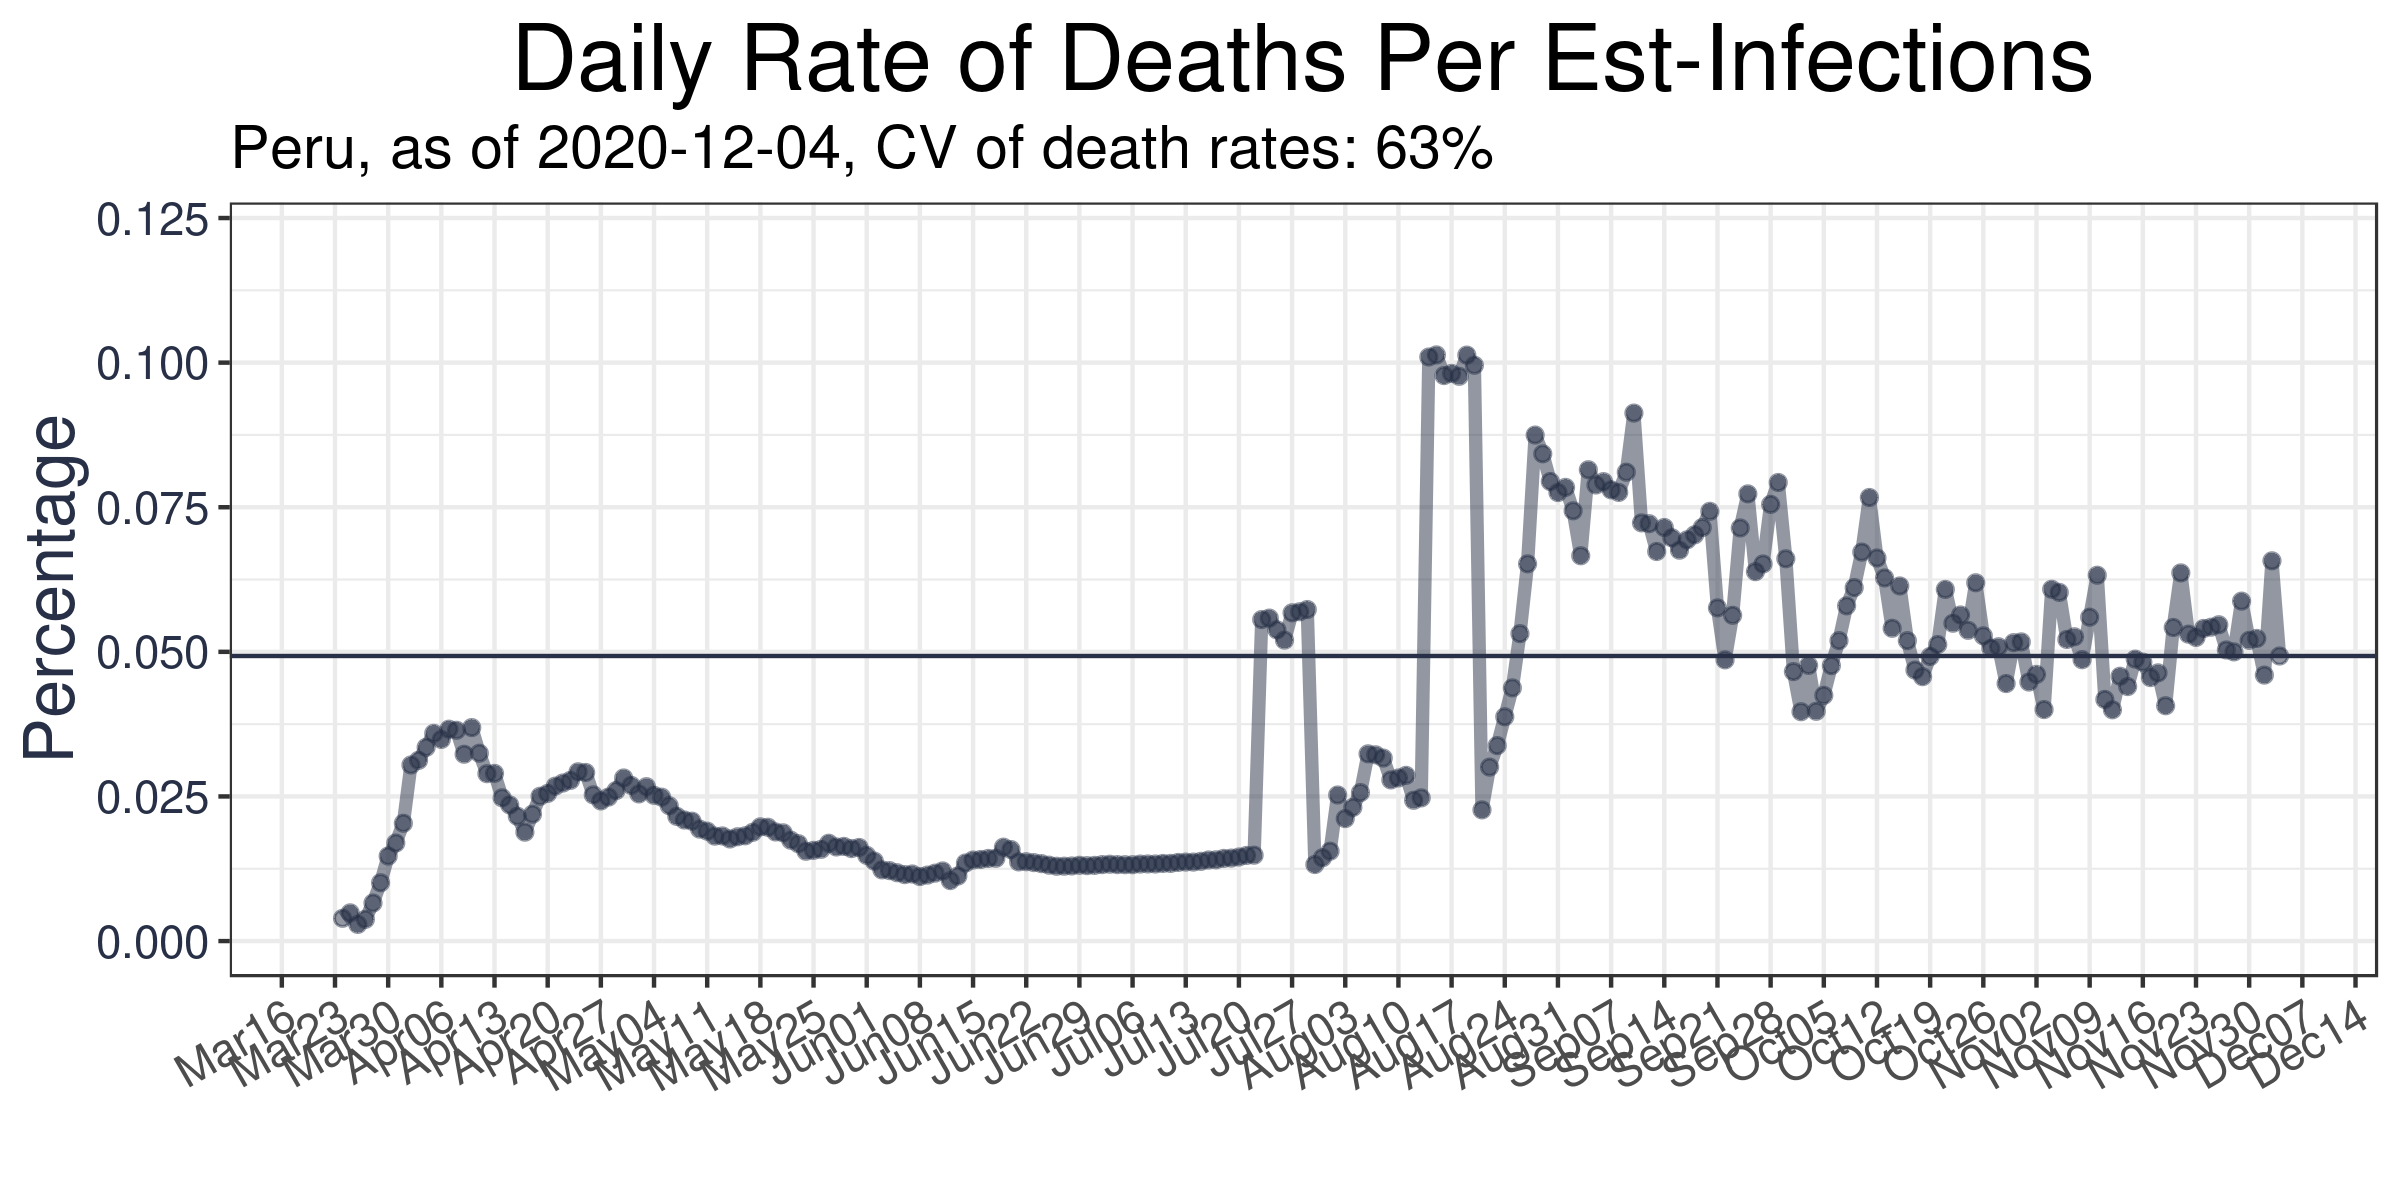 Daily Rate of Deaths Per Est-Infections
Peru, as of 2020-12-04, CV of death rates: 63%
Percentage
0.125
0.100
0.075
0.050
0.025
0.000
Mar16
Mar23
Mar30
Apr06
Apr13
Apr20
Apr27
May04
May11
May18
May25
Jun01
Jun08
Jun15
Jun22
Jun29
Jul06
Jul13
Jul20
Jul27
Aug03
Aug10
Aug17
Aug24
Aug31
Sep07
Sep14
Sep21
Sep28
Oct05
Oct12
Oct19
Oct26
Nov02
Nov09
Nov16
Nov23
Nov30
Dec07
Dec14